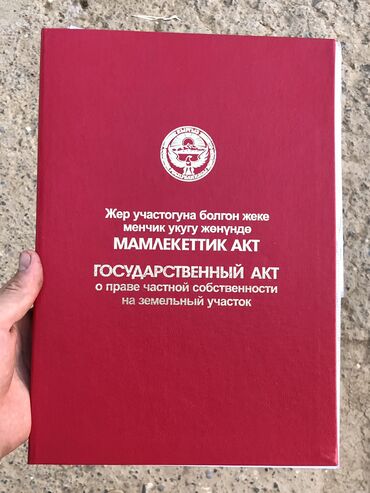 Жер участогуна болгон жеке
менчик укугу жөнүндө
МАМЛЕКЕТТИК АКТ
ГОСУДАРСТВЕННЫЙ АКТ
о праве частной собственности
на земельный участок